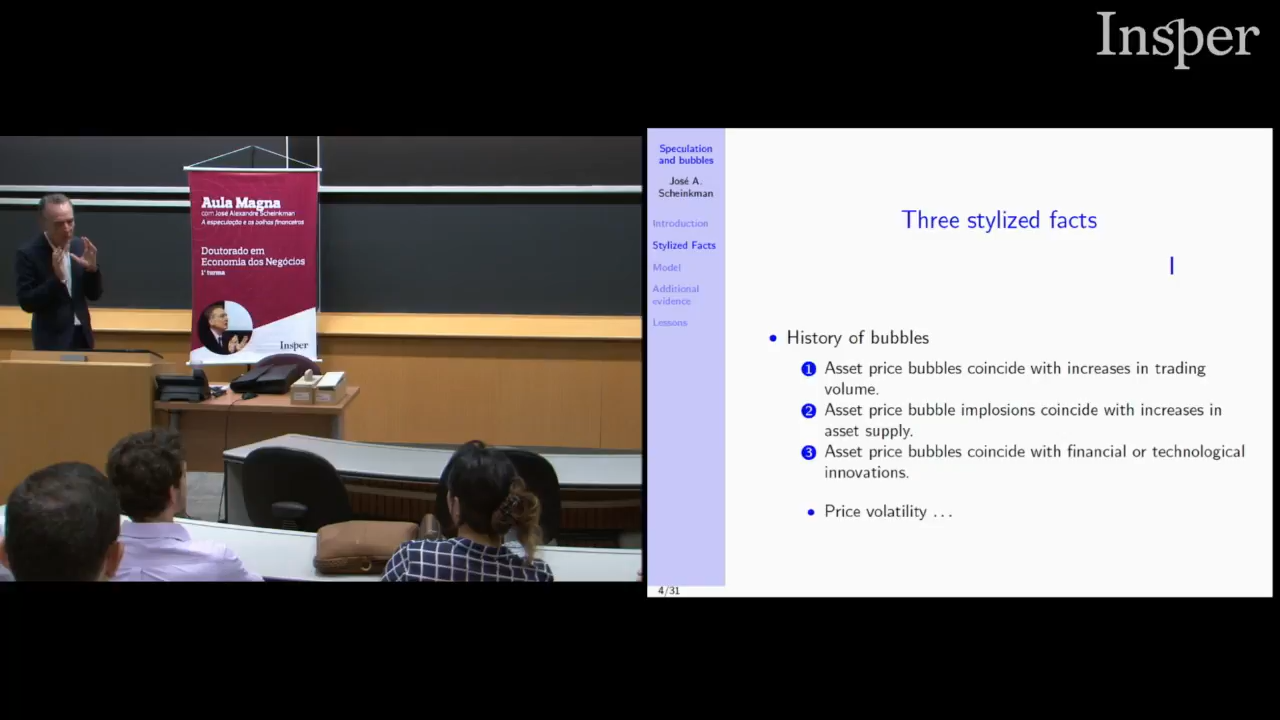 Insper
Aula Magna
com José Alexandre Scheinkman
A especulação e as bolhas financeiras
Doutorado em
Economia dos Negócios
1ª turma
Insper
Speculation
and bubbles
José A.
Scheinkman
Introduction
Stylized Facts
Model
Additional
evidence
Lessons
4/31
Three stylized facts
• History of bubbles
1 Asset price bubbles coincide with increases in trading
volume.
2 Asset price bubble implosions coincide with increases in
asset supply.
3 Asset price bubbles coincide with financial or technological
innovations.
• Price volatility . . .